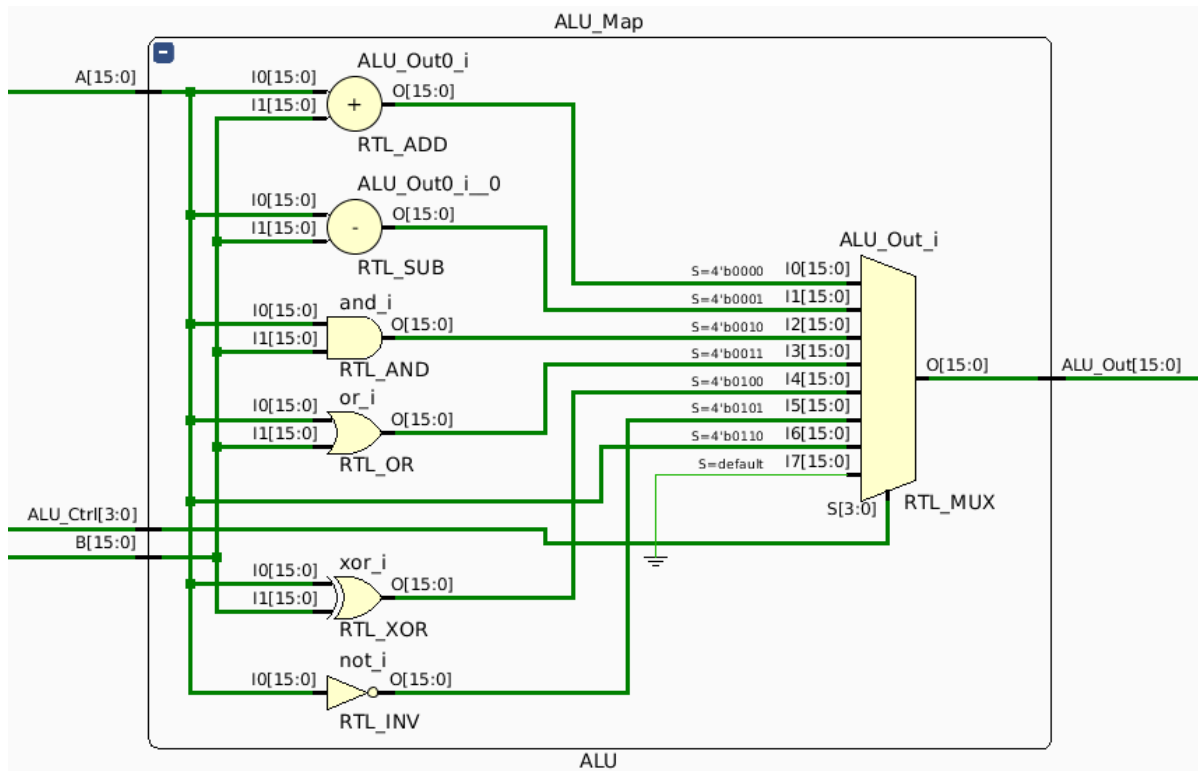 ALU_Map
-
A[15:0]
I0[15:0]
I1[15:0]
ALU_Out0_i
+
O[15:0]
RTL_ADD
ALU_Out0_i__0
I0[15:0]
I1[15:0]
-
O[15:0]
RTL_SUB
and_i
I0[15:0]
I1[15:0]
O[15:0]
RTL_AND
or_i
I0[15:0]
I1[15:0]
O[15:0]
RTL_OR
ALU_Ctrl[3:0]
B[15:0]
xor_i
I0[15:0]
I1[15:0]
O[15:0]
RTL_XOR
not_i
I0[15:0]
O[15:0]
RTL_INV
ALU_Out_i
S=4'b0000 I0[15:0]
S=4'b0001 I1[15:0]
S=4'b0010 I2[15:0]
S=4'b0011 I3[15:0]
S=4'b0100 I4[15:0]
S=4'b0101 I5[15:0]
S=4'b0110 I6[15:0]
S=default I7[15:0]
S[3:0]
RTL_MUX
O[15:0]
ALU_Out[15:0]
ALU